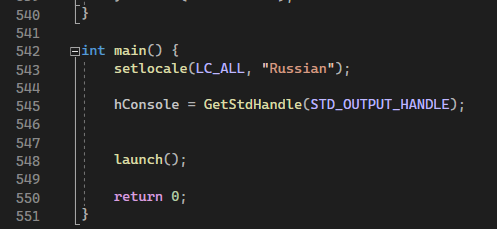 540 }
541
542 int main() {
543 setlocale(LC_ALL, "Russian");
544
545 hConsole = GetStdHandle(STD_OUTPUT_HANDLE);
546
547
548 launch();
549
550 return 0;
551 }